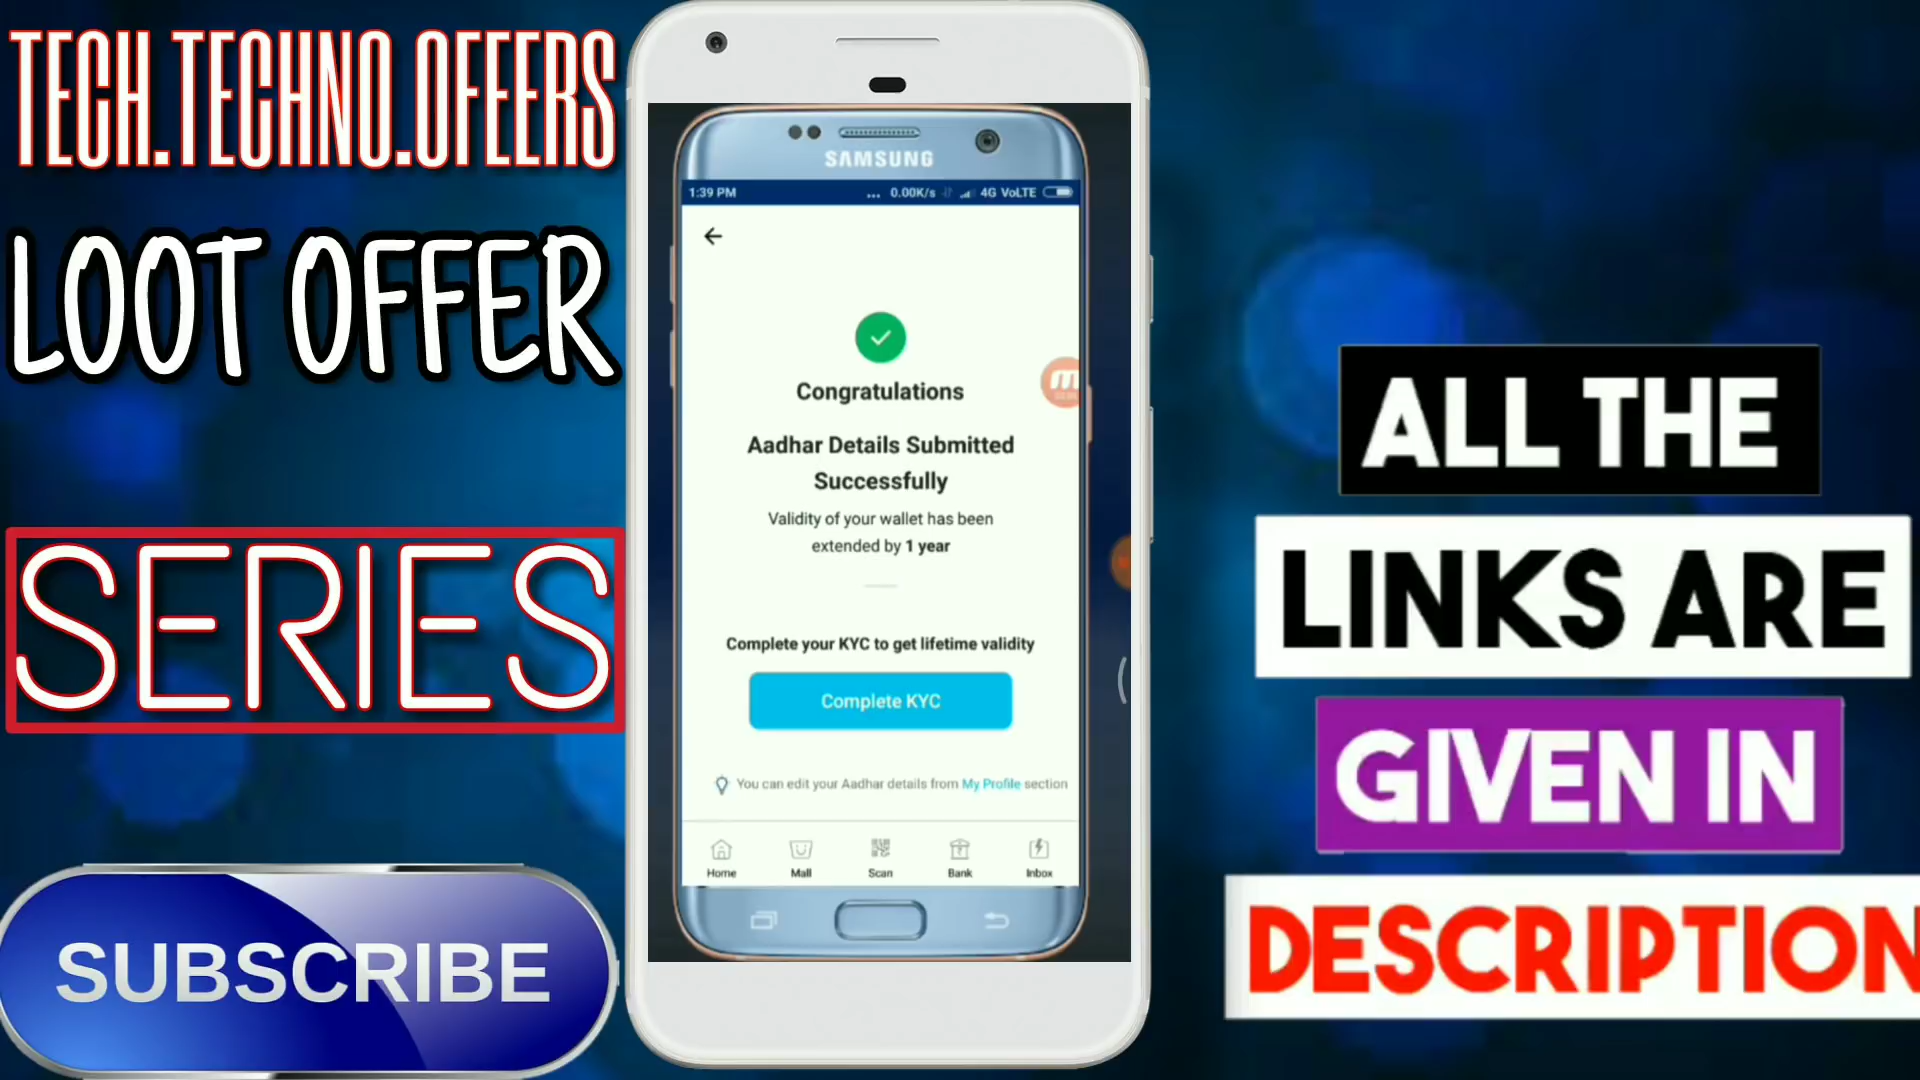 TECH.TECHNO.OFEERS
LOOT OFFER
SERIES
SUBSCRIBE
SAMSUNG
1:39 PM ... 0.00K/s 4G VoLTE
Congratulations
Aadhar Details Submitted
Successfully
Validity of your wallet has been
extended by 1 year
Complete your KYC to get lifetime validity
Complete KYC
You can edit your Aadhar details from My Profile section
Home Mall Scan Bank Inbox
ALL THE
LINKS ARE
GIVEN IN
DESCRIPTION